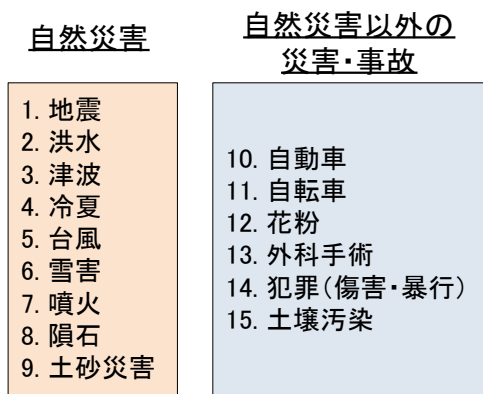 自然災害
1. 地震
2. 洪水
3. 津波
4. 冷夏
5. 台風
6. 雪害
7. 噴火
8. 隕石
9. 土砂災害
自然災害以外の
災害・事故
10. 自動車
11. 自転車
12. 花粉
13. 外科手術
14. 犯罪(傷害・暴行)
15. 土壌汚染